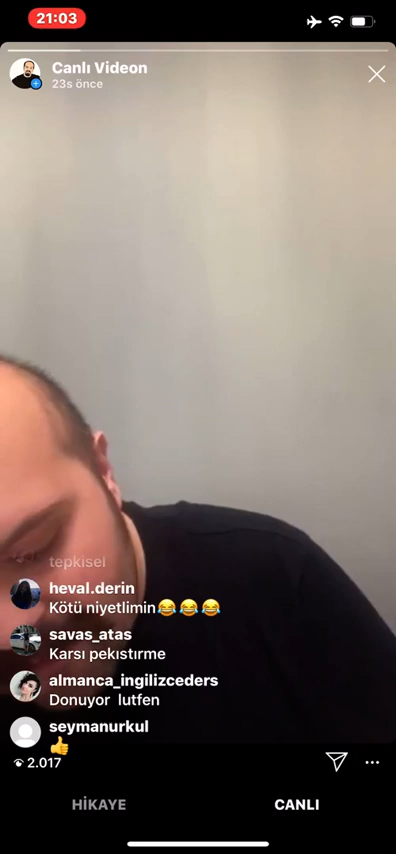 21:03
Canlı Videon
23s önce
tepkisel
heval.derin
Kötü niyetlimin😂😂😂
savas_atas
Karsı pekıstırme
almanca_ingilizceders
Donuyor lutfen
seymanurkul
👍
2.017
HİKAYE
CANLI